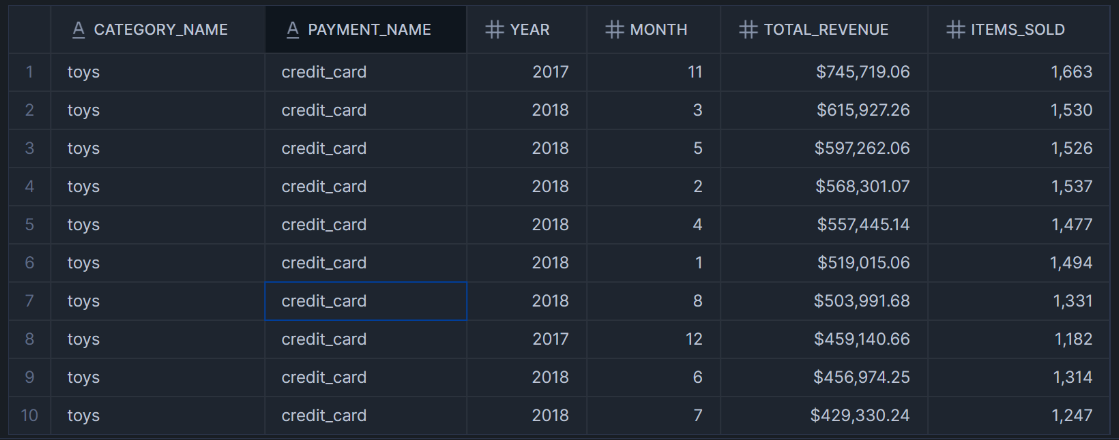 A CATEGORY_NAME A PAYMENT_NAME # YEAR # MONTH # TOTAL_REVENUE # ITEMS_SOLD
1 toys credit_card 2017 11 $745,719.06 1,663
2 toys credit_card 2018 3 $615,927.26 1,530
3 toys credit_card 2018 5 $597,262.06 1,526
4 toys credit_card 2018 2 $568,301.07 1,537
5 toys credit_card 2018 4 $557,445.14 1,477
6 toys credit_card 2018 1 $519,015.06 1,494
7 toys credit_card 2018 8 $503,991.68 1,331
8 toys credit_card 2017 12 $459,140.66 1,182
9 toys credit_card 2018 6 $456,974.25 1,314
10 toys credit_card 2018 7 $429,330.24 1,247